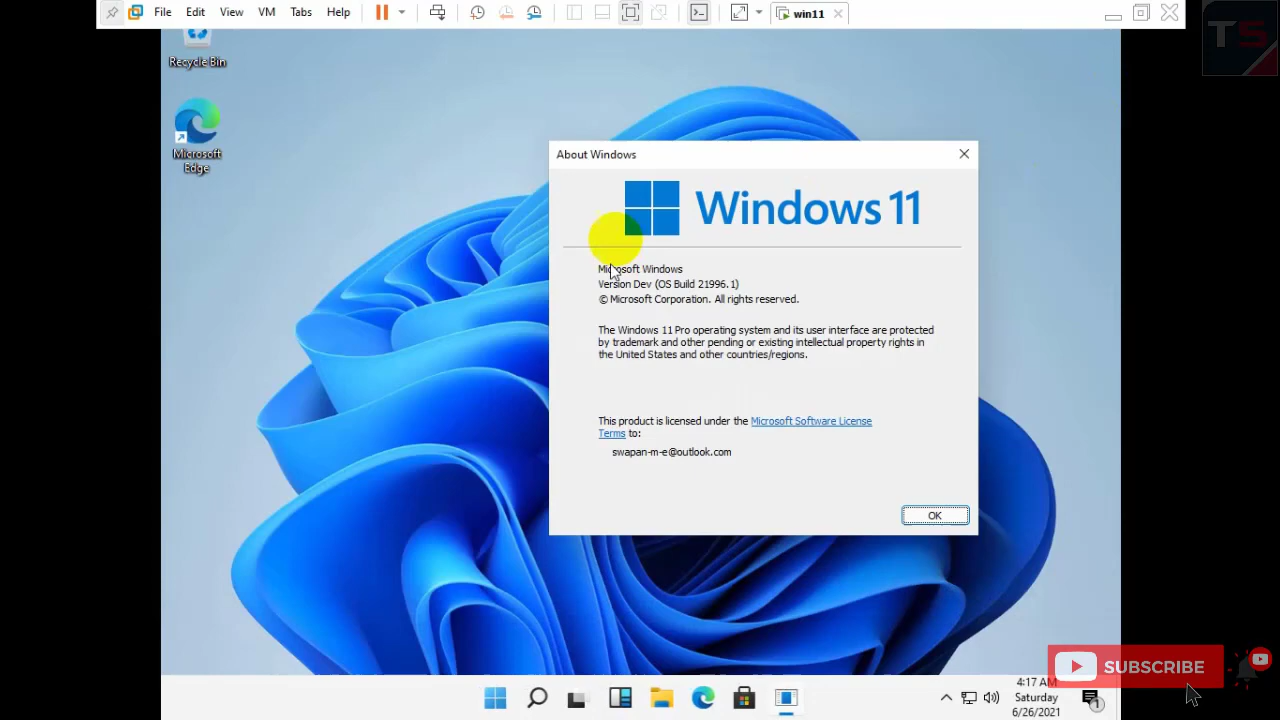 File Edit View VM Tabs Help win11
TS
Recycle Bin
Microsoft
Edge
About Windows
Windows 11
Microsoft Windows
Version Dev (OS Build 21996.1)
© Microsoft Corporation. All rights reserved.
The Windows 11 Pro operating system and its user interface are protected
by trademark and other pending or existing intellectual property rights in
the United States and other countries/regions.
This product is licensed under the Microsoft Software License
Terms to:
swapan-m-e@outlook.com
OK
SUBSCRIBE
4:17 AM
Saturday
6/26/2021
1